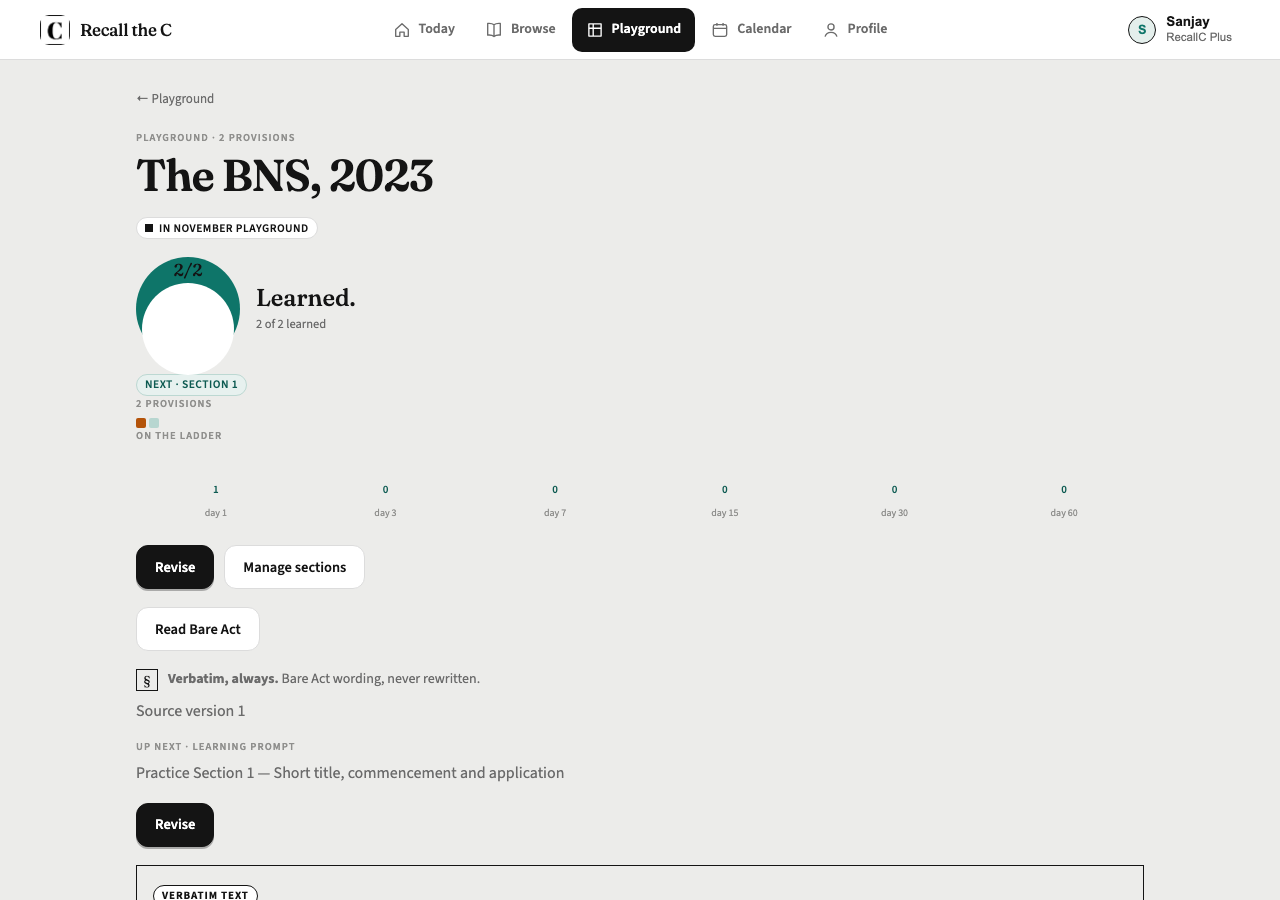 C Recall the C
Today Browse Playground Calendar Profile
S Sanjay
RecallC Plus
← Playground
PLAYGROUND · 2 PROVISIONS
The BNS, 2023
IN NOVEMBER PLAYGROUND
2/2
Learned.
2 of 2 learned
NEXT · SECTION 1
2 PROVISIONS
ON THE LADDER
1 0 0 0 0 0
day 1 day 3 day 7 day 15 day 30 day 60
Revise Manage sections
Read Bare Act
§ Verbatim, always. Bare Act wording, never rewritten.
Source version 1
UP NEXT · LEARNING PROMPT
Practice Section 1 — Short title, commencement and application
Revise
VERBATIM TEXT